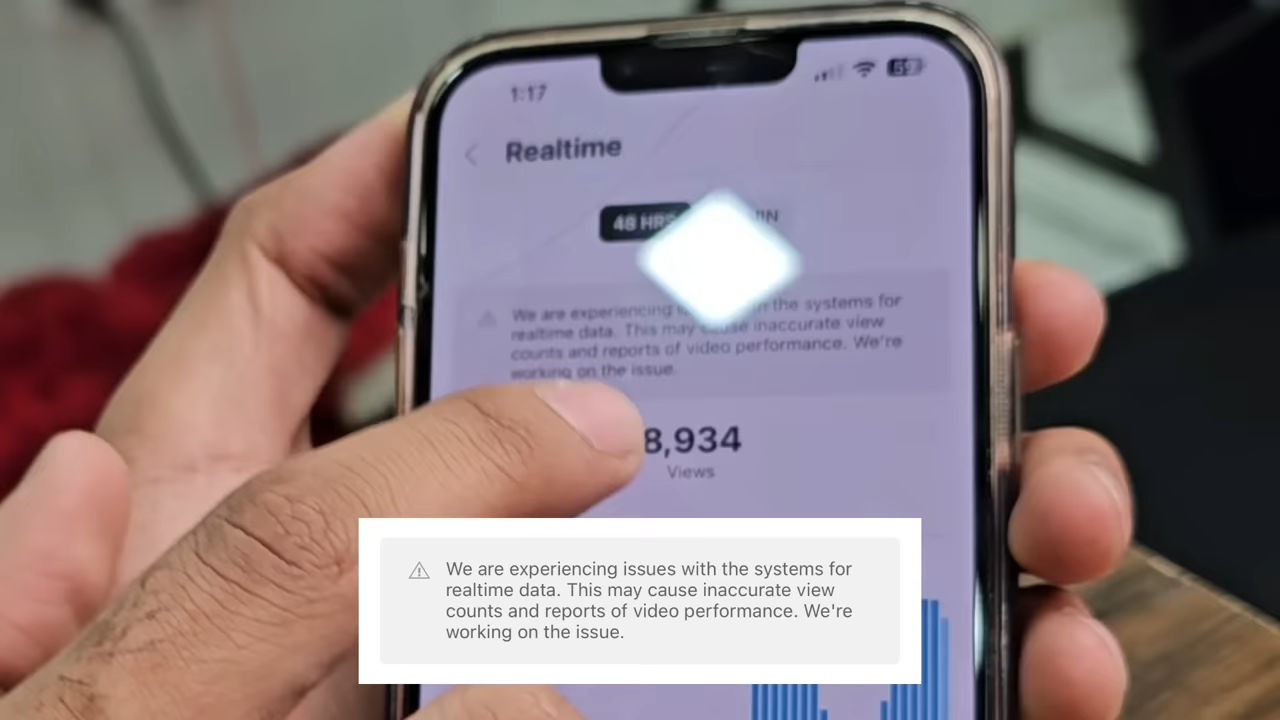 1:17
59
Realtime
48 HRS
We are experiencing the systems for
realtime data. This may cause inaccurate view
counts and reports of video performance. We're
working on the issue.
8,934
Views
We are experiencing issues with the systems for
realtime data. This may cause inaccurate view
counts and reports of video performance. We're
working on the issue.